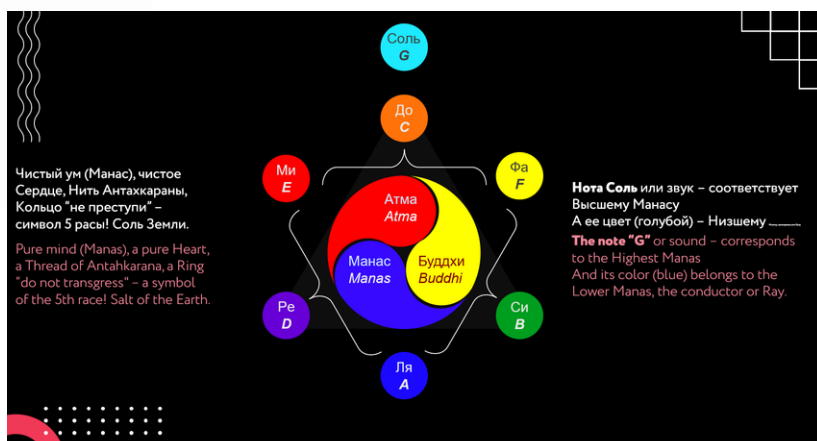 Соль
G
До
C
Ми
E
Фа
F
Чистый ум (Манас), чистое
Сердце, Нить Антахкараны,
Кольцо "не преступи" –
символ 5 расы! Соль Земли.
Pure mind (Manas), a pure Heart,
a Thread of Antahkarana, a Ring
"do not transgress" – a symbol
of the 5th race! Salt of the Earth.
Атма
Atma
Манас
Manas
Буддхи
Buddhi
Нота Соль или звук – соответствует
Высшему Манасу
А ее цвет (голубой) – Низшему
The note "G" or sound – corresponds
to the Highest Manas
And its color (blue) belongs to the
Lower Manas, the conductor or Ray.
Ре
D
Си
B
Ля
A